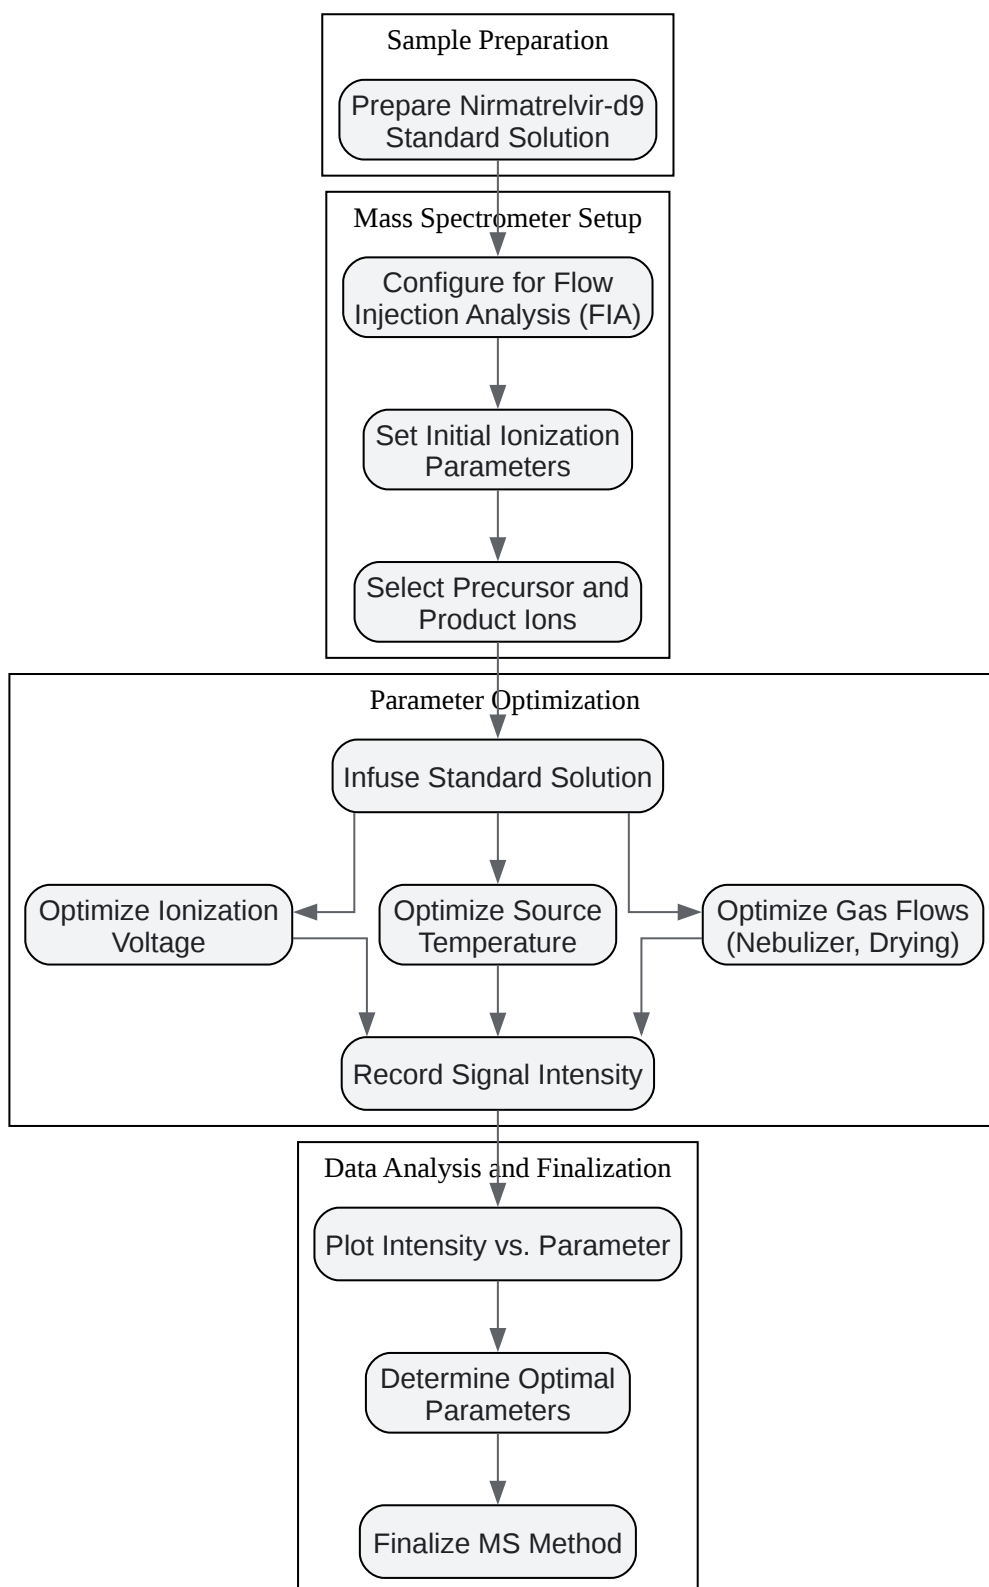 Sample Preparation
Prepare Nirmatrelvir-d9
Standard Solution
Mass Spectrometer Setup
Configure for Flow
Injection Analysis (FIA)
Set Initial Ionization
Parameters
Select Precursor and
Product Ions
Parameter Optimization
Infuse Standard Solution
Optimize Ionization
Voltage
Optimize Source
Temperature
Optimize Gas Flows
(Nebulizer, Drying)
Record Signal Intensity
Data Analysis and Finalization
Plot Intensity vs. Parameter
Determine Optimal
Parameters
Finalize MS Method